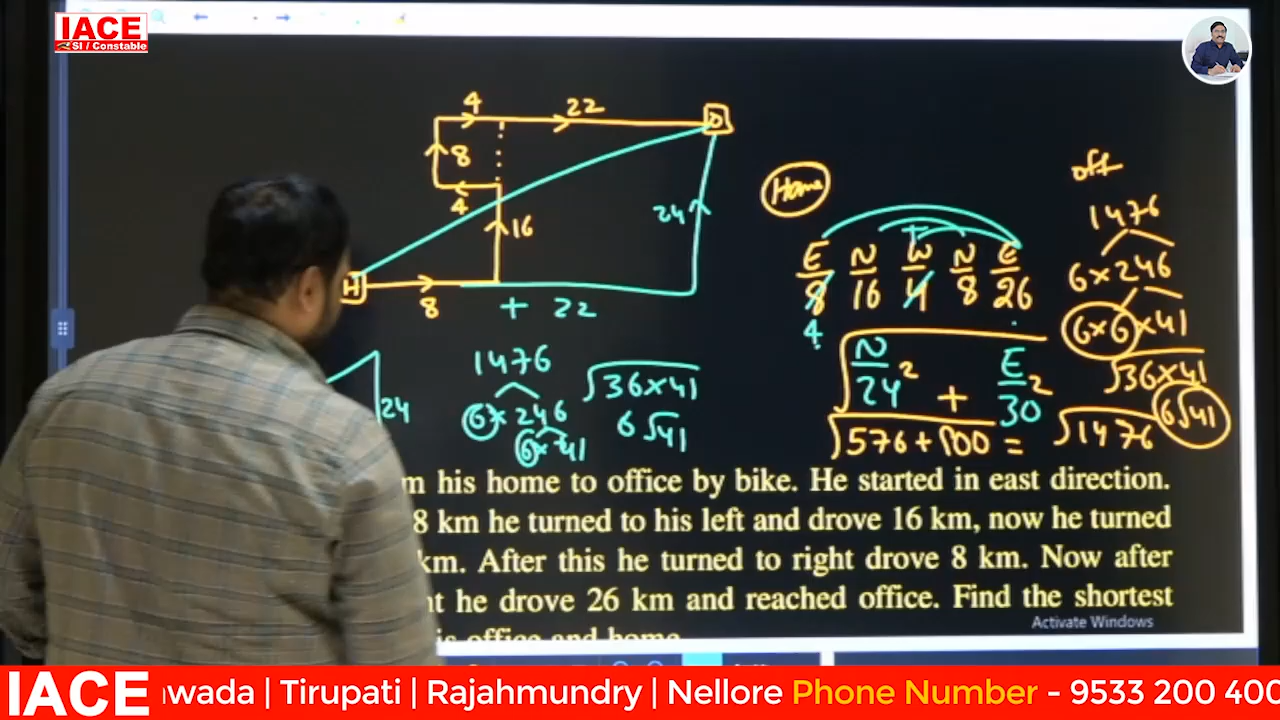 IACE
SI / Constable
4
22
O
8
4
16
24
H
8
+ 22
Home
E N W N E
8 16 4 8 26
4
N
24² +
E
30²
√576 + 900 = √1476
off
1476
6 × 246
6 × 6 × 41
√36×41
6√41
1476
6 × 246
6 × 41
√36×41
6√41
24
his home to office by bike. He started in east direction.
8 km he turned to his left and drove 16 km, now he turned
km. After this he turned to right drove 8 km. Now after
he drove 26 km and reached office. Find the shortest
office and home
Activate Windows
IACE
| Tirupati | Rajahmundry | Nellore Phone Number - 9533 200 400